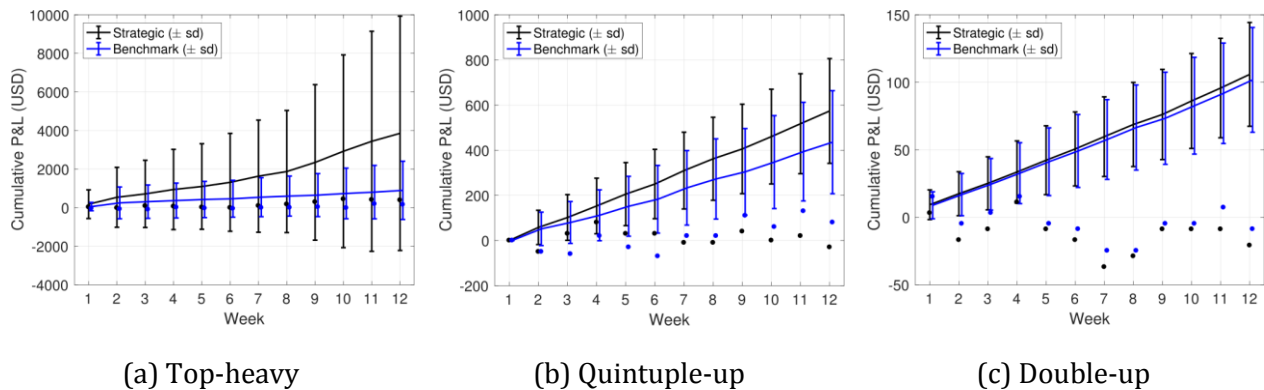 Cumulative P&L (USD)
10000
8000
6000
4000
2000
0
-2000
-4000
Strategic (± sd)
Benchmark (± sd)
1 2 3 4 5 6 7 8 9 10 11 12
Week
(a) Top-heavy
Cumulative P&L (USD)
1000
800
600
400
200
0
-200
Strategic (± sd)
Benchmark (± sd)
1 2 3 4 5 6 7 8 9 10 11 12
Week
(b) Quintuple-up
Cumulative P&L (USD)
150
100
50
0
-50
Strategic (± sd)
Benchmark (± sd)
1 2 3 4 5 6 7 8 9 10 11 12
Week
(c) Double-up